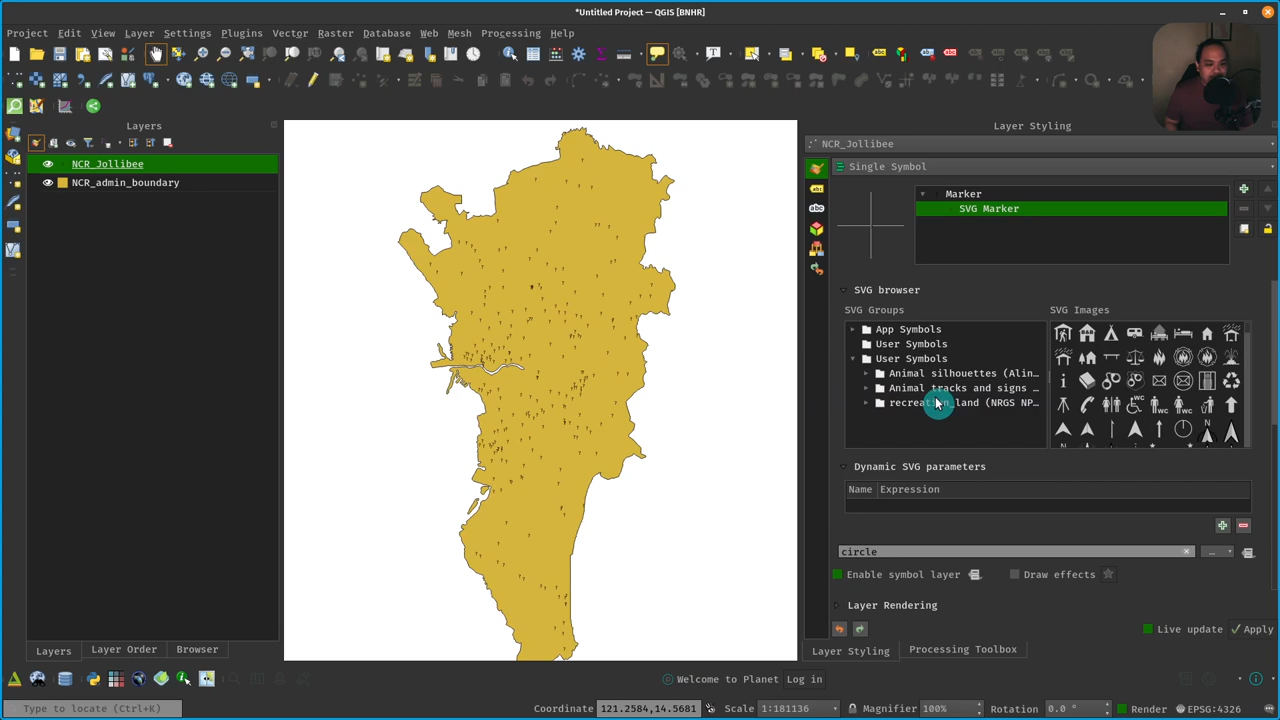 *Untitled Project — QGIS [BNHR]
Project Edit View Layer Settings Plugins Vector Raster Database Web Mesh Processing Help
Layers
NCR_Jollibee
NCR_admin_boundary
Layers Layer Order Browser
Layer Styling
NCR_Jollibee
Single Symbol
Marker
SVG Marker
SVG browser
SVG Groups SVG Images
App Symbols
User Symbols
User Symbols
Animal silhouettes (Alin...
Animal tracks and signs ...
recreation_land (NRGS NP...
Dynamic SVG parameters
Name Expression
circle
...
Enable symbol layer Draw effects
Layer Rendering
Live update Apply
Layer Styling Processing Toolbox
Welcome to Planet Log in
Type to locate (Ctrl+K) Coordinate 121.2584,14.5681 Scale 1:181136 Magnifier 100% Rotation 0.0 ° Render EPSG:4326